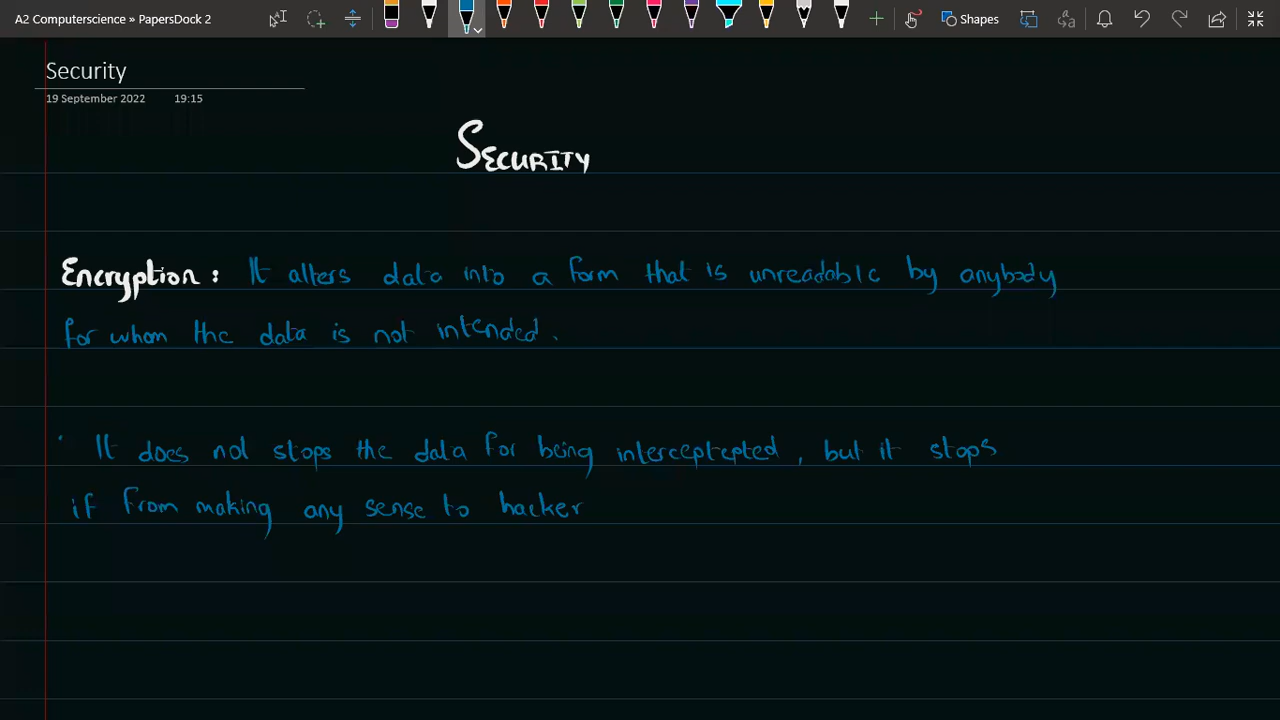 A2 Computerscience » PapersDock 2
Shapes
Security
19 September 2022 19:15
SECURITY
Encryption : It alters data into a form that is unreadable by anybody
for whom the data is not intended .
· It does not stops the data for being interceptepted , but it stops
if from making any sense to hacker